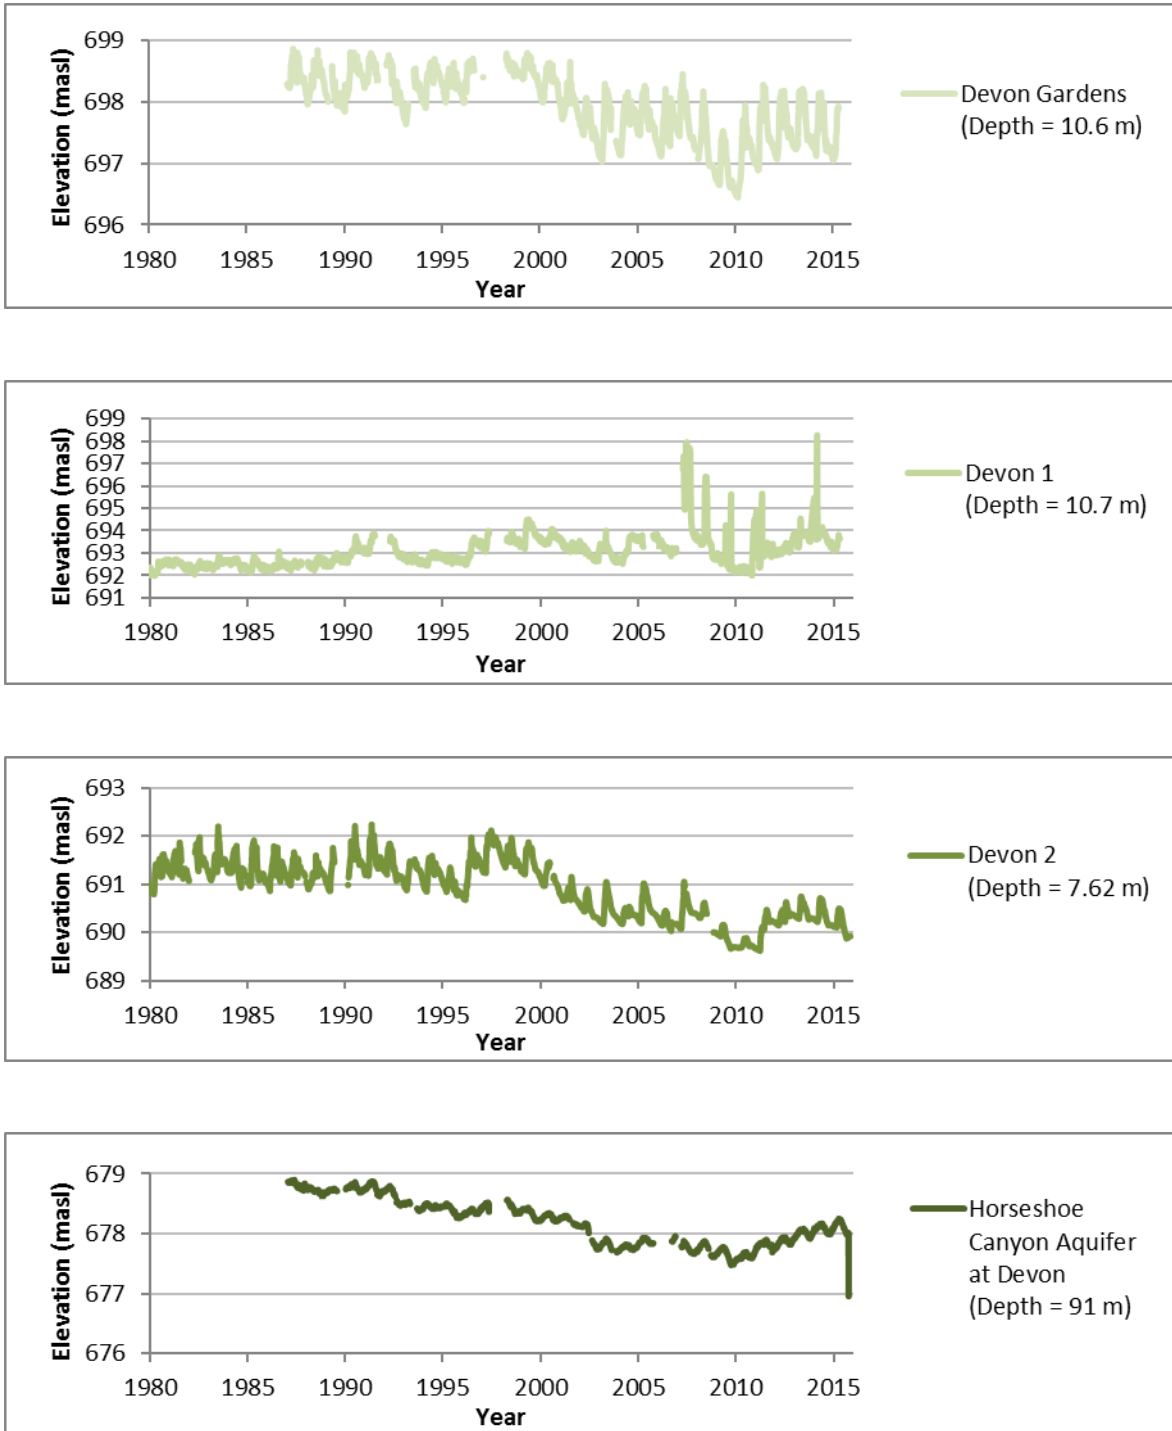 699
698
697
696
Elevation (masl)
1980 1985 1990 1995 2000 2005 2010 2015
Year
Devon Gardens
(Depth = 10.6 m)
699
698
697
696
695
694
693
692
691
Elevation (masl)
1980 1985 1990 1995 2000 2005 2010 2015
Year
Devon 1
(Depth = 10.7 m)
693
692
691
690
689
Elevation (masl)
1980 1985 1990 1995 2000 2005 2010 2015
Year
Devon 2
(Depth = 7.62 m)
679
678
677
676
Elevation (masl)
1980 1985 1990 1995 2000 2005 2010 2015
Year
Horseshoe
Canyon Aquifer
at Devon
(Depth = 91 m)